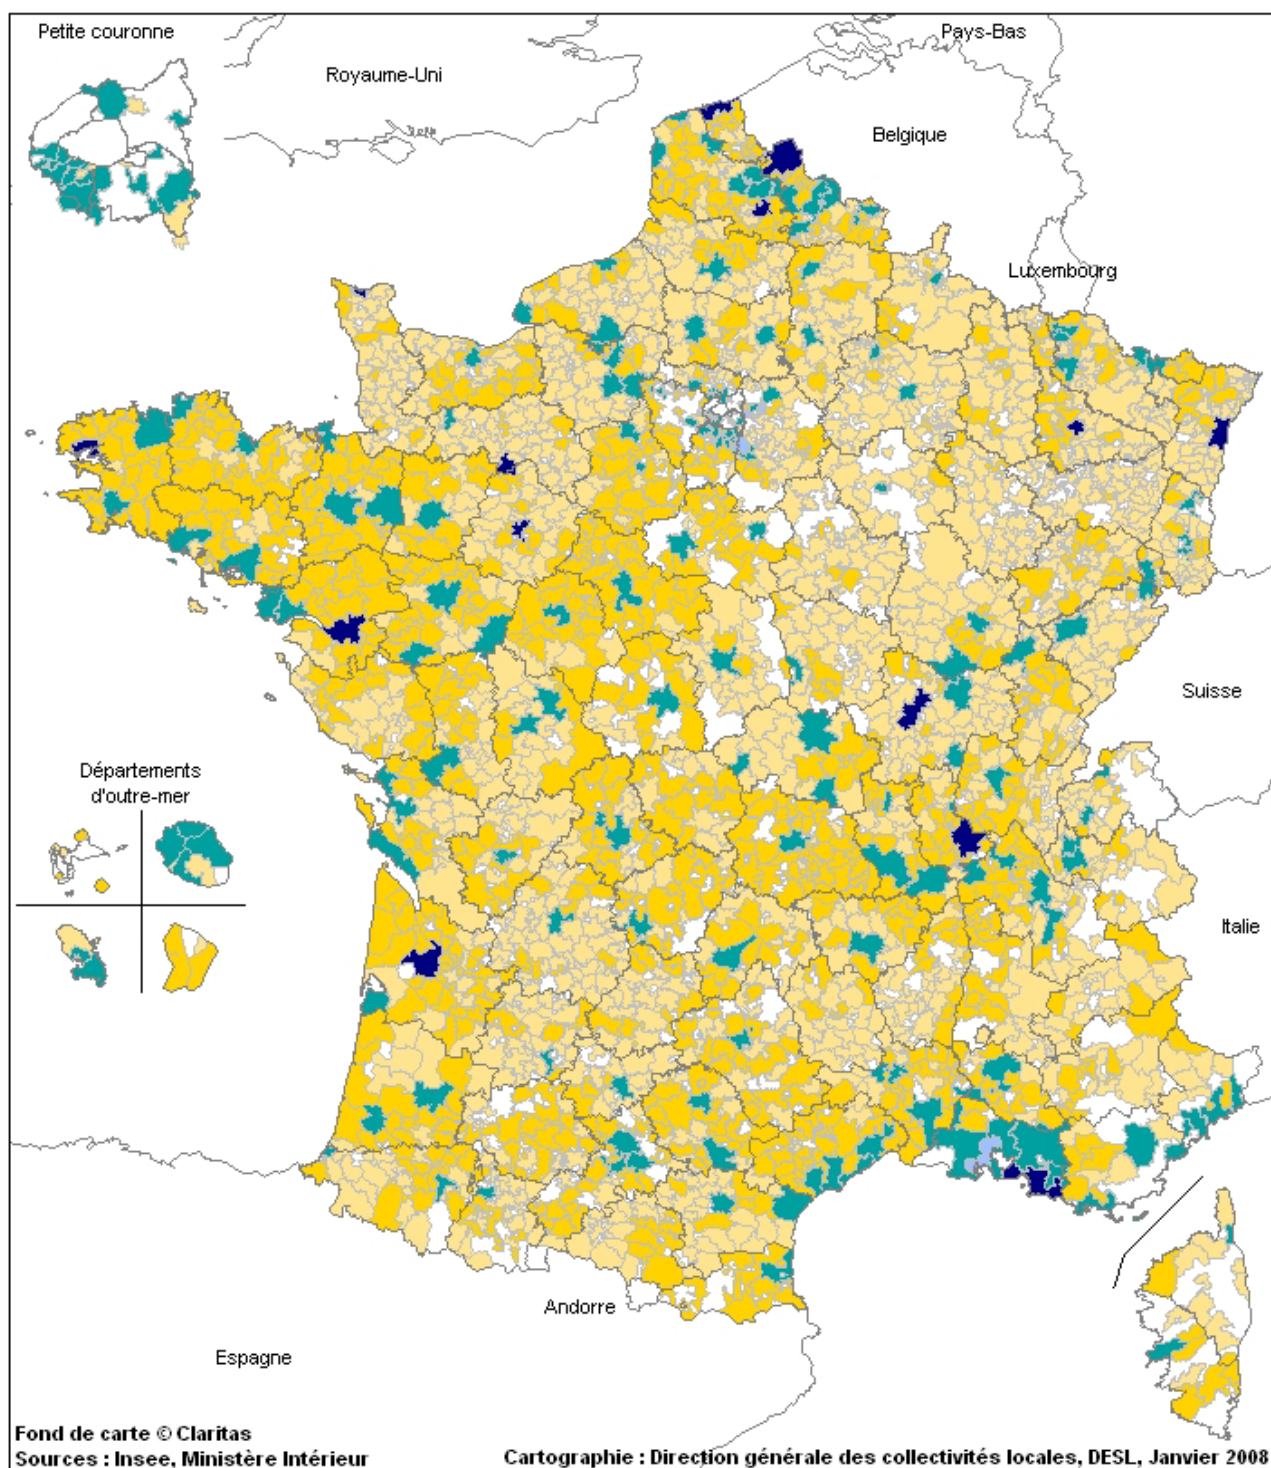 Petite couronne
Pays-Bas
Royaume-Uni
Belgique
Luxembourg
Suisse
Départements
d'outre-mer
Italie
Andorre
Espagne
Fond de carte © Claritas
Sources : Insee, Ministère Intérieur
Cartographie : Direction générale des collectivités locales, DESL, Janvier 2008